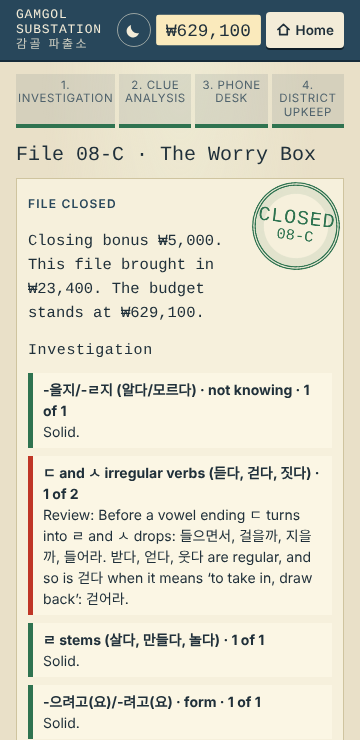 GAMGOL
SUBSTATION
감골 파출소
₩629,100
Home
1.
INVESTIGATION
2. CLUE
ANALYSIS
3. PHONE
DESK
4.
DISTRICT
UPKEEP
File 08-C · The Worry Box
FILE CLOSED
CLOSED
08-C
Closing bonus ₩5,000.
This file brought in
₩23,400. The budget
stands at ₩629,100.
Investigation
-을지/-ㄹ지 (알다/모르다) · not knowing · 1
of 1
Solid.
ㄷ and ㅅ irregular verbs (듣다, 걷다, 짓다) ·
1 of 2
Review: Before a vowel ending ㄷ turns
into ㄹ and ㅅ drops: 들으면서, 걸을까, 지을
까, 들어라. 받다, 얻다, 웃다 are regular, and
so is 걷다 when it means ‘to take in, draw
back’: 걷어라.
ㄹ stems (살다, 만들다, 놀다) · 1 of 1
Solid.
-으려고(요)/-려고(요) · form · 1 of 1
Solid.